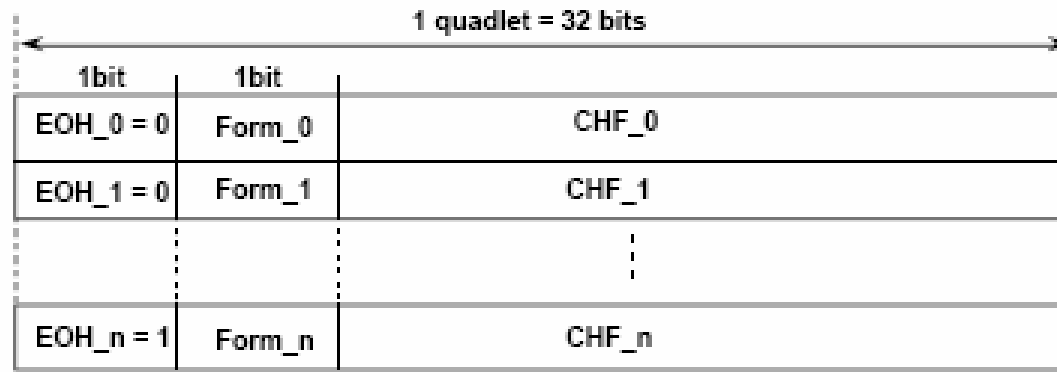 1 quadlet = 32 bits
1bit 1bit
EOH_0 = 0 Form_0 CHF_0
EOH_1 = 0 Form_1 CHF_1
EOH_n = 1 Form_n CHF_n